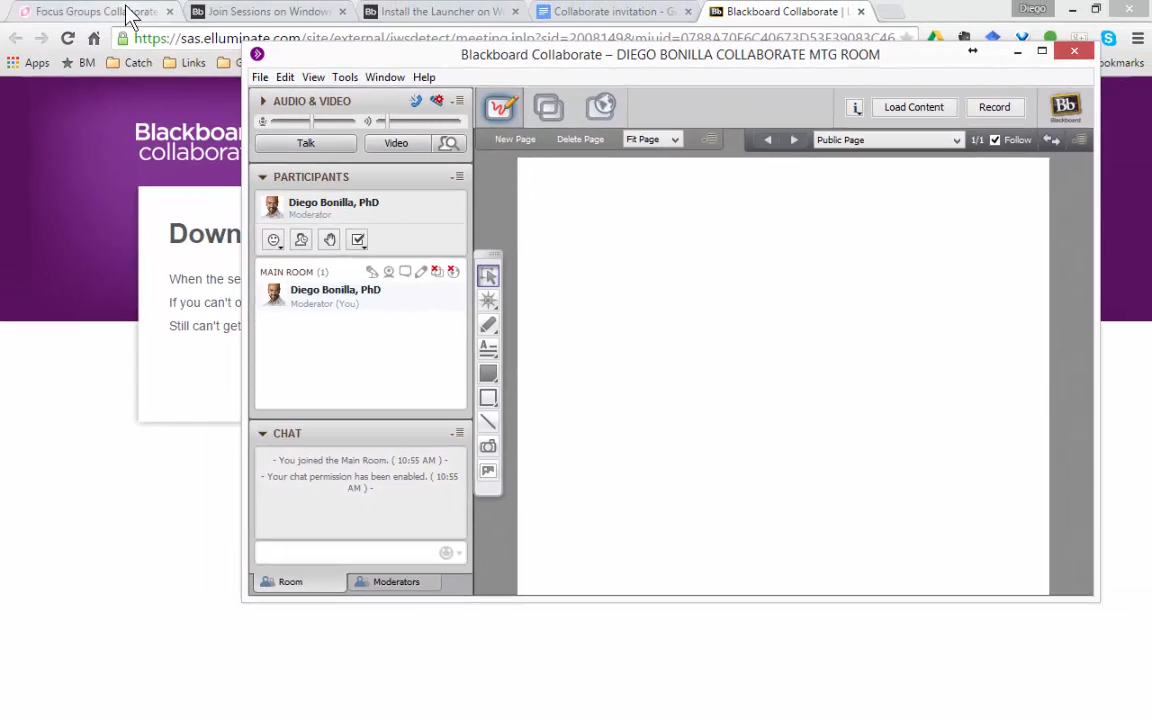 Focus Groups Collaborate
Join Sessions on Window
Install the Launcher on W
Collaborate invitation - G
Blackboard Collaborate |
Diego
https://sas.elluminate.com/site/external/jwsdetect/meeting.jnlp?sid=20081498&miuid=0788A70F5367D953F39083FC46
Apps
BM
Catch
Links
ookmarks
Blackboard Collaborate – DIEGO BONILLA COLLABORATE MTG ROOM
File Edit View Tools Window Help
AUDIO & VIDEO
Talk
Video
PARTICIPANTS
Diego Bonilla, PhD
Moderator
MAIN ROOM (1)
Diego Bonilla, PhD
Moderator (You)
CHAT
- You joined the Main Room. ( 10:55 AM ) -
- Your chat permission has been enabled. ( 10:55
AM ) -
Room
Moderators
Load Content
Record
Bb
Blackboard
New Page
Delete Page
Fit Page
Public Page
1/1
Follow
Blackboa
collabora
Down
When the se
If you can't o
Still can't get